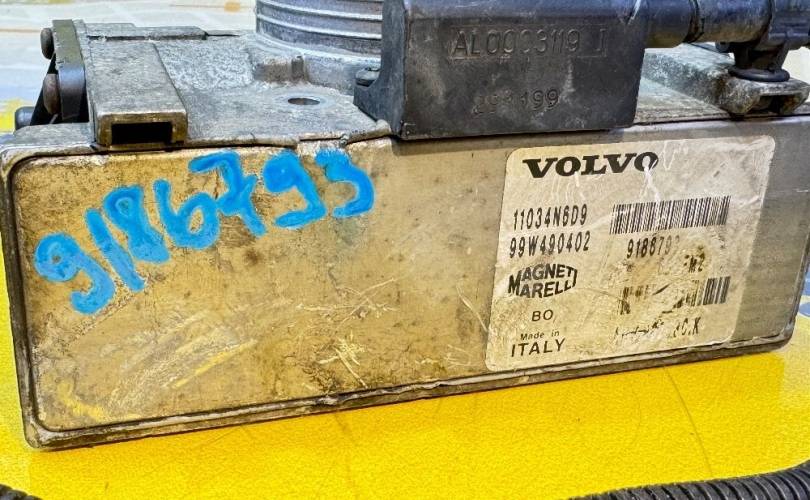 AL0003119 I
9186793
VOLVO
11034N6D9
99W490402
MAGNETI
MARELLI
BO
Made in
ITALY